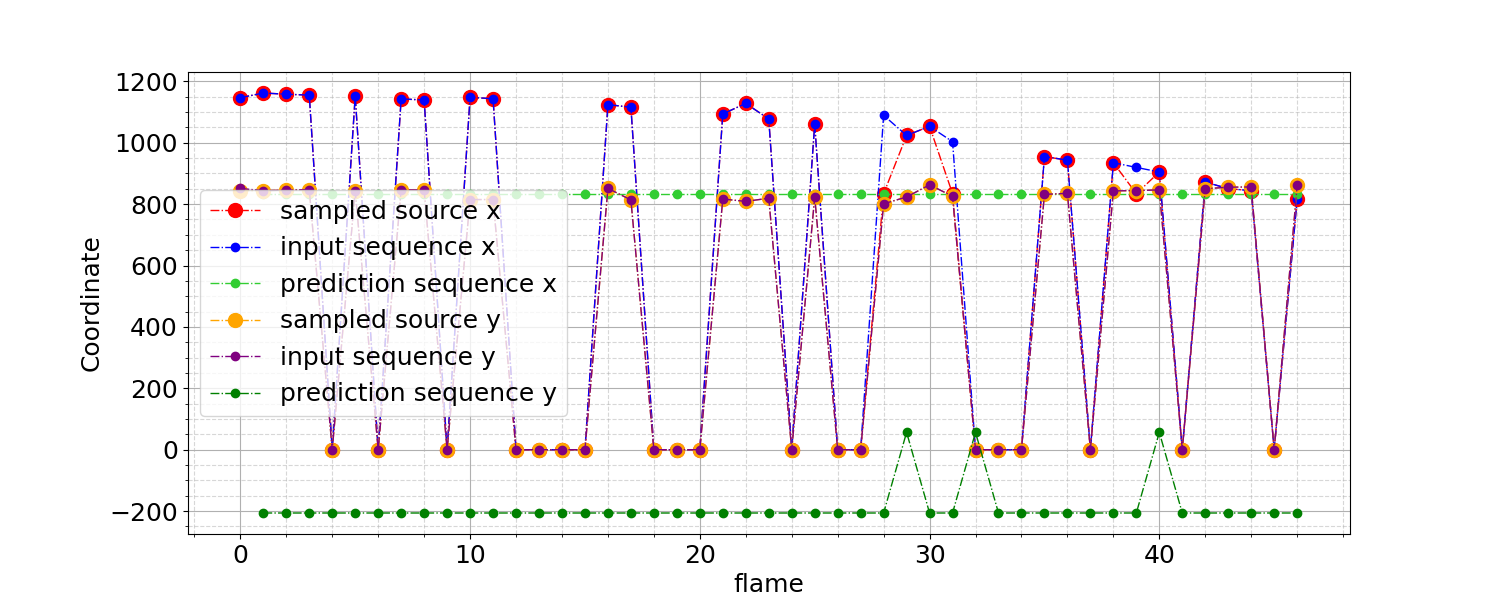 1200
1000
800
600
400
200
0
−200
Coordinate
sampled source x
input sequence x
prediction sequence x
sampled source y
input sequence y
prediction sequence y
0 10 20 30 40
flame